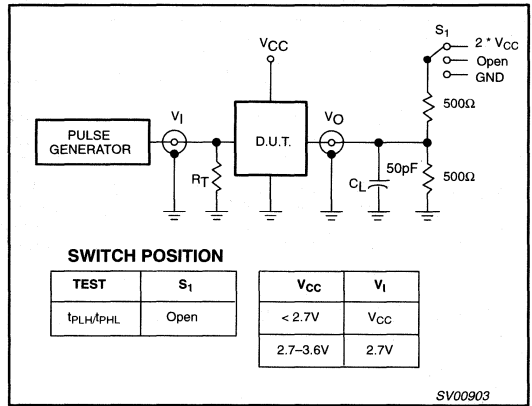 S1
2 * VCC
Open
GND
VCC
500Ω
VI
VO
PULSE
GENERATOR
D.U.T.
RT
50pF
CL
500Ω
SWITCH POSITION
TEST S1
tPLH/tPHL Open
VCC VI
< 2.7V VCC
2.7–3.6V 2.7V
SV00903